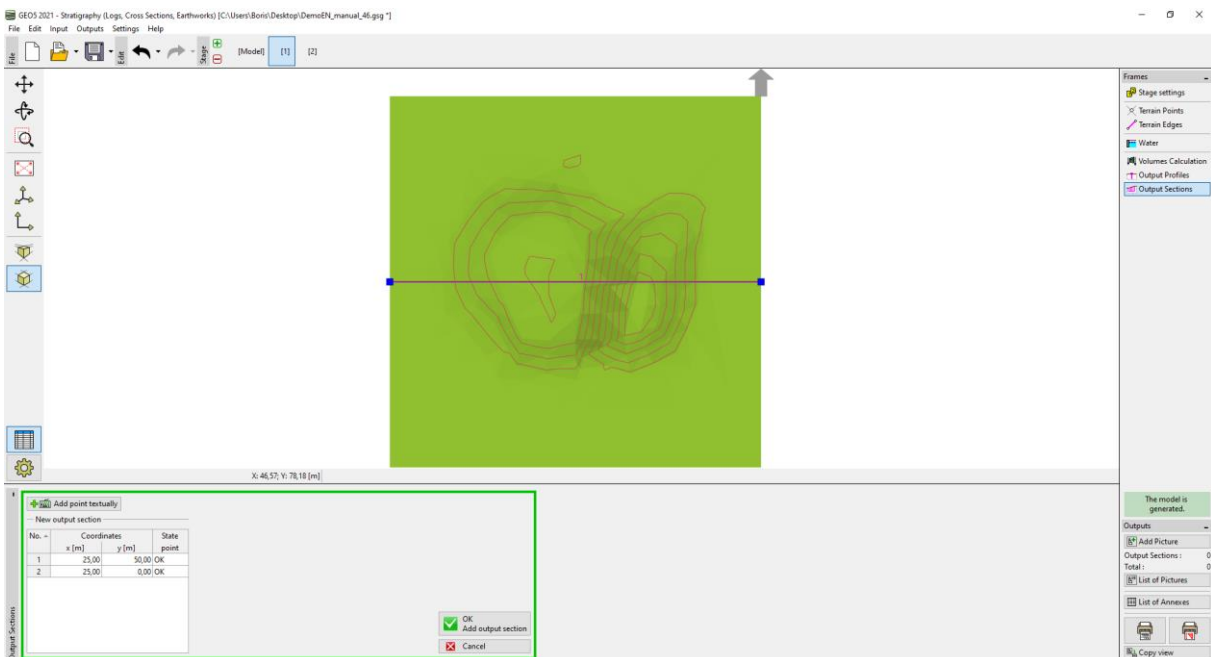 GEO5 2021 - Stratigraphy (Logs, Cross Sections, Earthworks) [C:\Users\Boris\Desktop\DemoEN_manual_46.gsg *]
File Edit Input Outputs Settings Help
File
Edit
Stage
[Model] [1] [2]
Frames
Stage settings
Terrain Points
Terrain Edges
Water
Volumes Calculation
Output Profiles
Output Sections
1
X: 46,57; Y: 78,18 [m]
Output Sections
Add point textually
New output section
No. Coordinates State
x [m] y [m] point
1 25,00 50,00 OK
2 25,00 0,00 OK
OK
Add output section
Cancel
The model is
generated.
Outputs
Add Picture
Output Sections : 0
Total : 0
List of Pictures
List of Annexes
Copy view